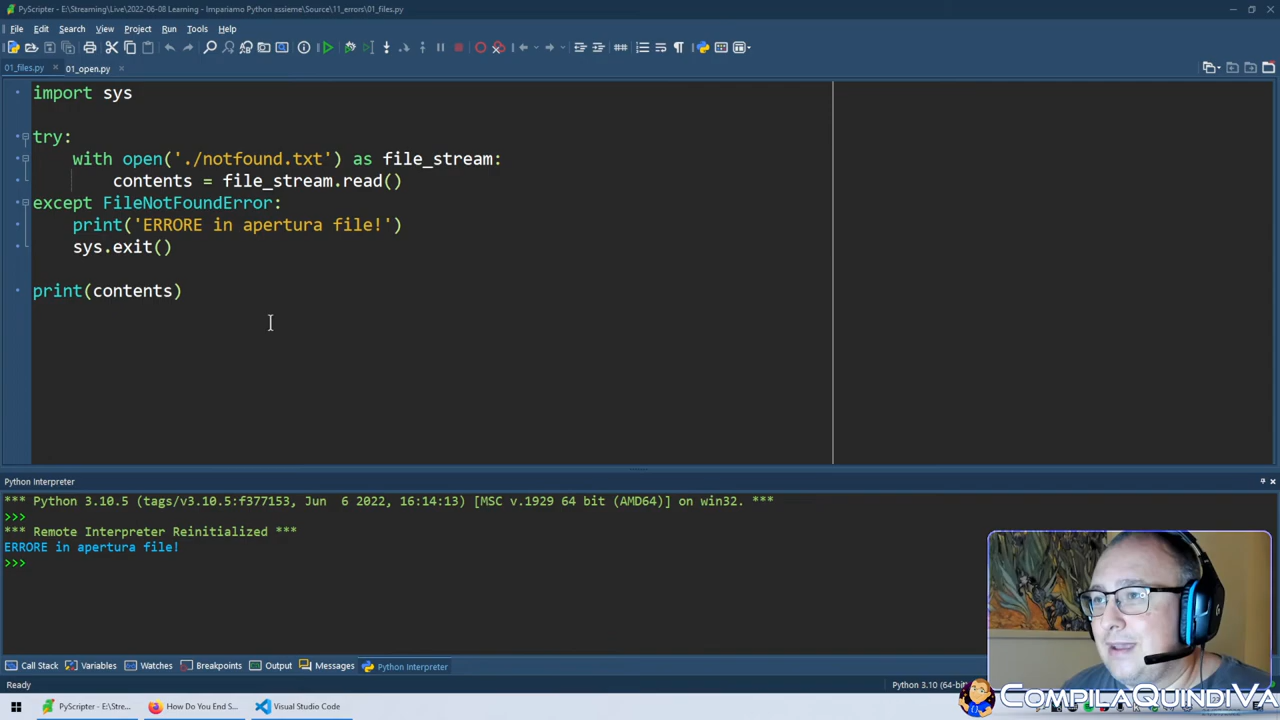 PyScripter - E:\Streaming\Live\2022-06-08 Learning - Impariamo Python assieme\Source\11_errors\01_files.py
File Edit Search View Project Run Tools Help
01_files.py × 01_open.py ×
import sys
try:
with open('./notfound.txt') as file_stream:
contents = file_stream.read()
except FileNotFoundError:
print('ERRORE in apertura file!')
sys.exit()
print(contents)
Python Interpreter
*** Python 3.10.5 (tags/v3.10.5:f377153, Jun 6 2022, 16:14:13) [MSC v.1929 64 bit (AMD64)] on win32. ***
>>>
*** Remote Interpreter Reinitialized ***
ERRORE in apertura file!
>>>
Call Stack Variables Watches Breakpoints Output Messages Python Interpreter
Ready Python 3.10 (64-bit)
PyScripter - E:\Stre... How Do You End S... Visual Studio Code
COMPILAQUINDIVA